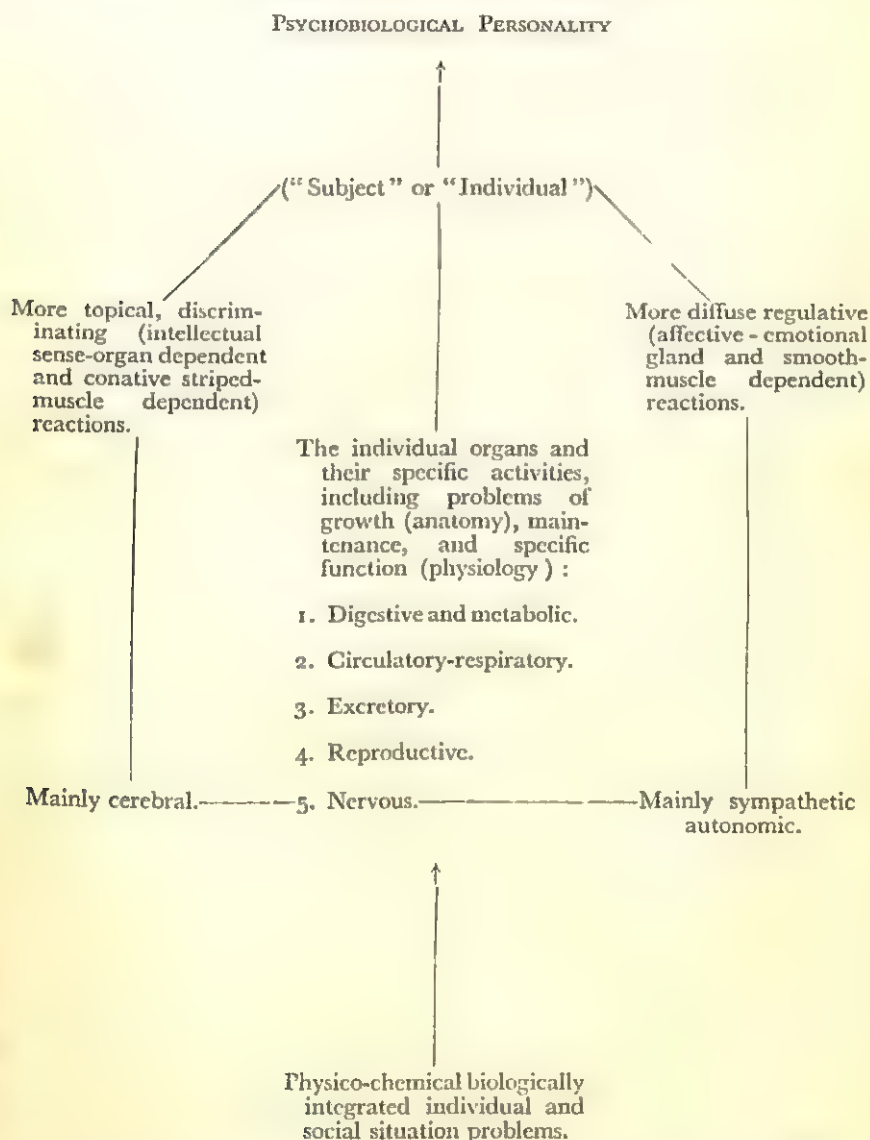 PSYCHOBIOLOGICAL PERSONALITY
("Subject" or "Individual")
More topical, discrim-
inating (intellectual
sense-organ dependent
and conative striped-
muscle dependent)
reactions.
More diffuse regulative
(affective - emotional
gland and smooth-
muscle dependent)
reactions.
The individual organs and
their specific activities,
including problems of
growth (anatomy), main-
tenance, and specific
function (physiology) :
1. Digestive and metabolic.
2. Circulatory-respiratory.
3. Excretory.
4. Reproductive.
Mainly cerebral.
5. Nervous.
Mainly sympathetic
autonomic.
Physico-chemical biologically
integrated individual and
social situation problems.